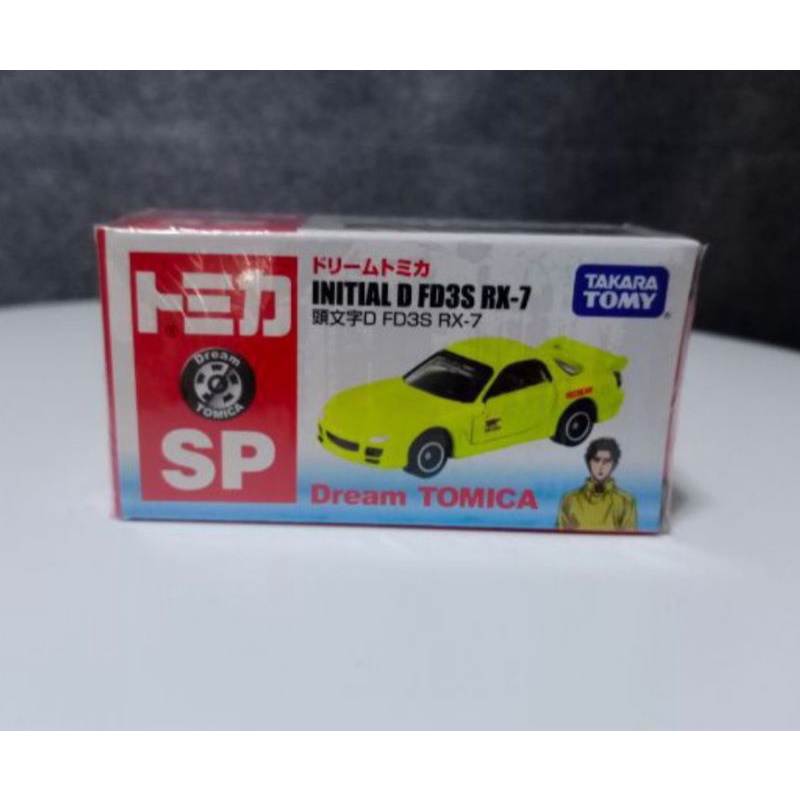 トミカ
Dream
TOMICA
SP
ドリームトミカ
INITIAL D FD3S RX-7
頭文字D FD3S RX-7
TAKARA
TOMY
Dream TOMICA